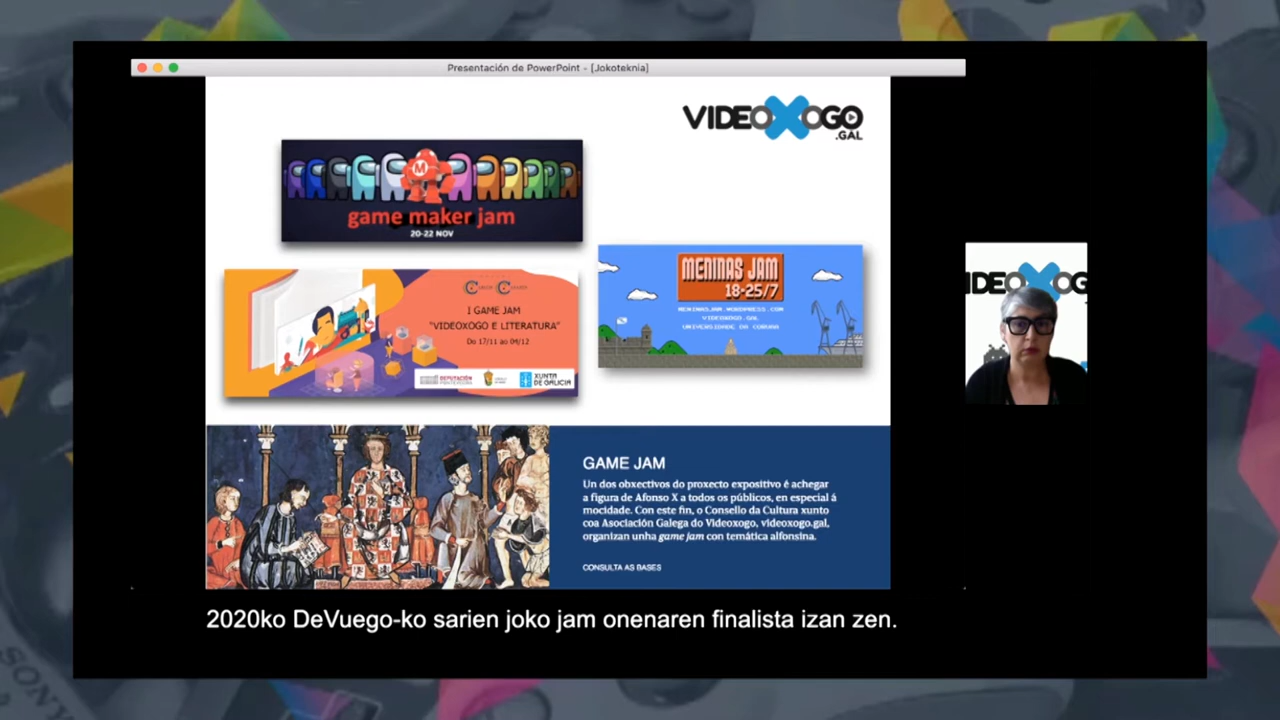 Presentación de PowerPoint - [Jokoteknia]
VIDEOXOGO
.GAL
M
game maker jam
20-22 NOV
MENINAS JAM
18-25/7
MENINASJAM.WORDPRESS.COM
VIDEOXOGO.GAL
UNIVERSIDADE DA CORUÑA
I GAME JAM
"VIDEOXOGO E LITERATURA"
Do 17/11 ao 04/12
DEPUTACIÓN
XUNTA
DE GALICIA
IDEOXOG
GAME JAM
Un dos obxectivos do proxecto expositivo é achegar
a figura de Afonso X a todos os públicos, en especial á
mocidade. Con este fin, o Consello da Cultura xunto
coa Asociación Galega do Videoxogo, videoxogo.gal,
organizan unha game jam con temática alfonsina.
CONSULTA AS BASES
2020ko DeVuego-ko sarien joko jam onenaren finalista izan zen.
SONY